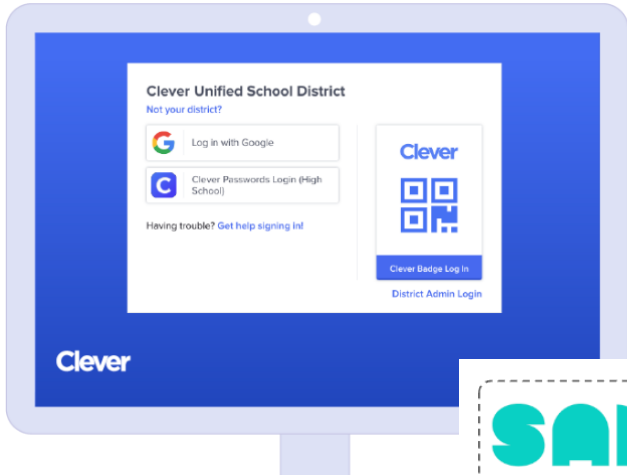 Clever Unified School District
Not your district?
Log in with Google
Clever Passwords Login (High
School)
Having trouble? Get help signing in!
Clever
Clever Badge Log In
District Admin Login
Clever